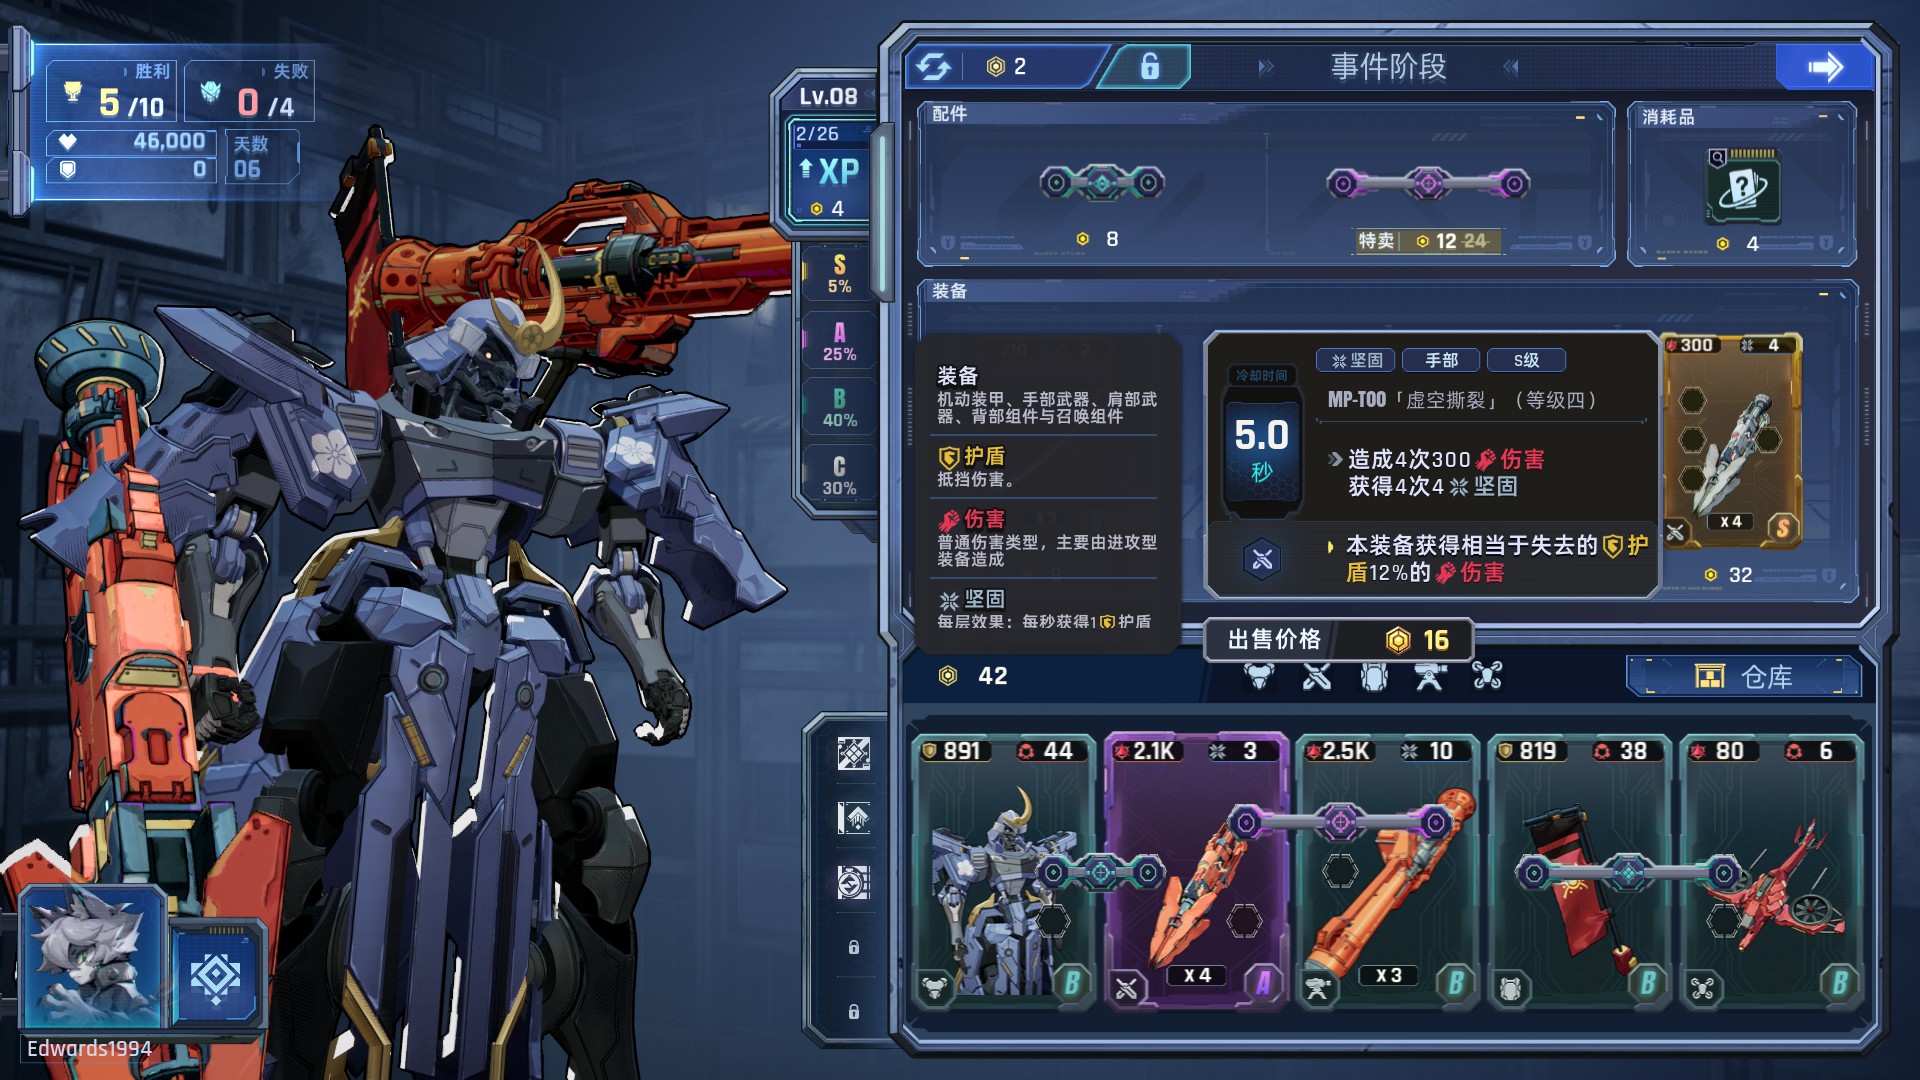 胜利
5/10
失败
0/4
46,000
0
天数
06
Lv.08
2/26
XP
4
S
5%
A
25%
B
40%
C
30%
2
事件阶段
配件
8
特卖 12 24
消耗品
?
4
装备
装备
机动装甲、手部武器、肩部武
器、背部组件与召唤组件
护盾
抵挡伤害。
伤害
普通伤害类型，主要由进攻型
装备造成
坚固
每层效果：每秒获得1护盾
冷却时间
5.0
秒
坚固
手部
S级
MP-T00「虚空撕裂」（等级四）
造成4次300伤害
获得4次4坚固
本装备获得相当于失去的护
盾12%的伤害
300 4
x4
S
32
出售价格 16
42
仓库
891 44
B
2.1K 3
x4
A
2.5K 10
x3
B
819 38
B
80 6
B
Edwards1994